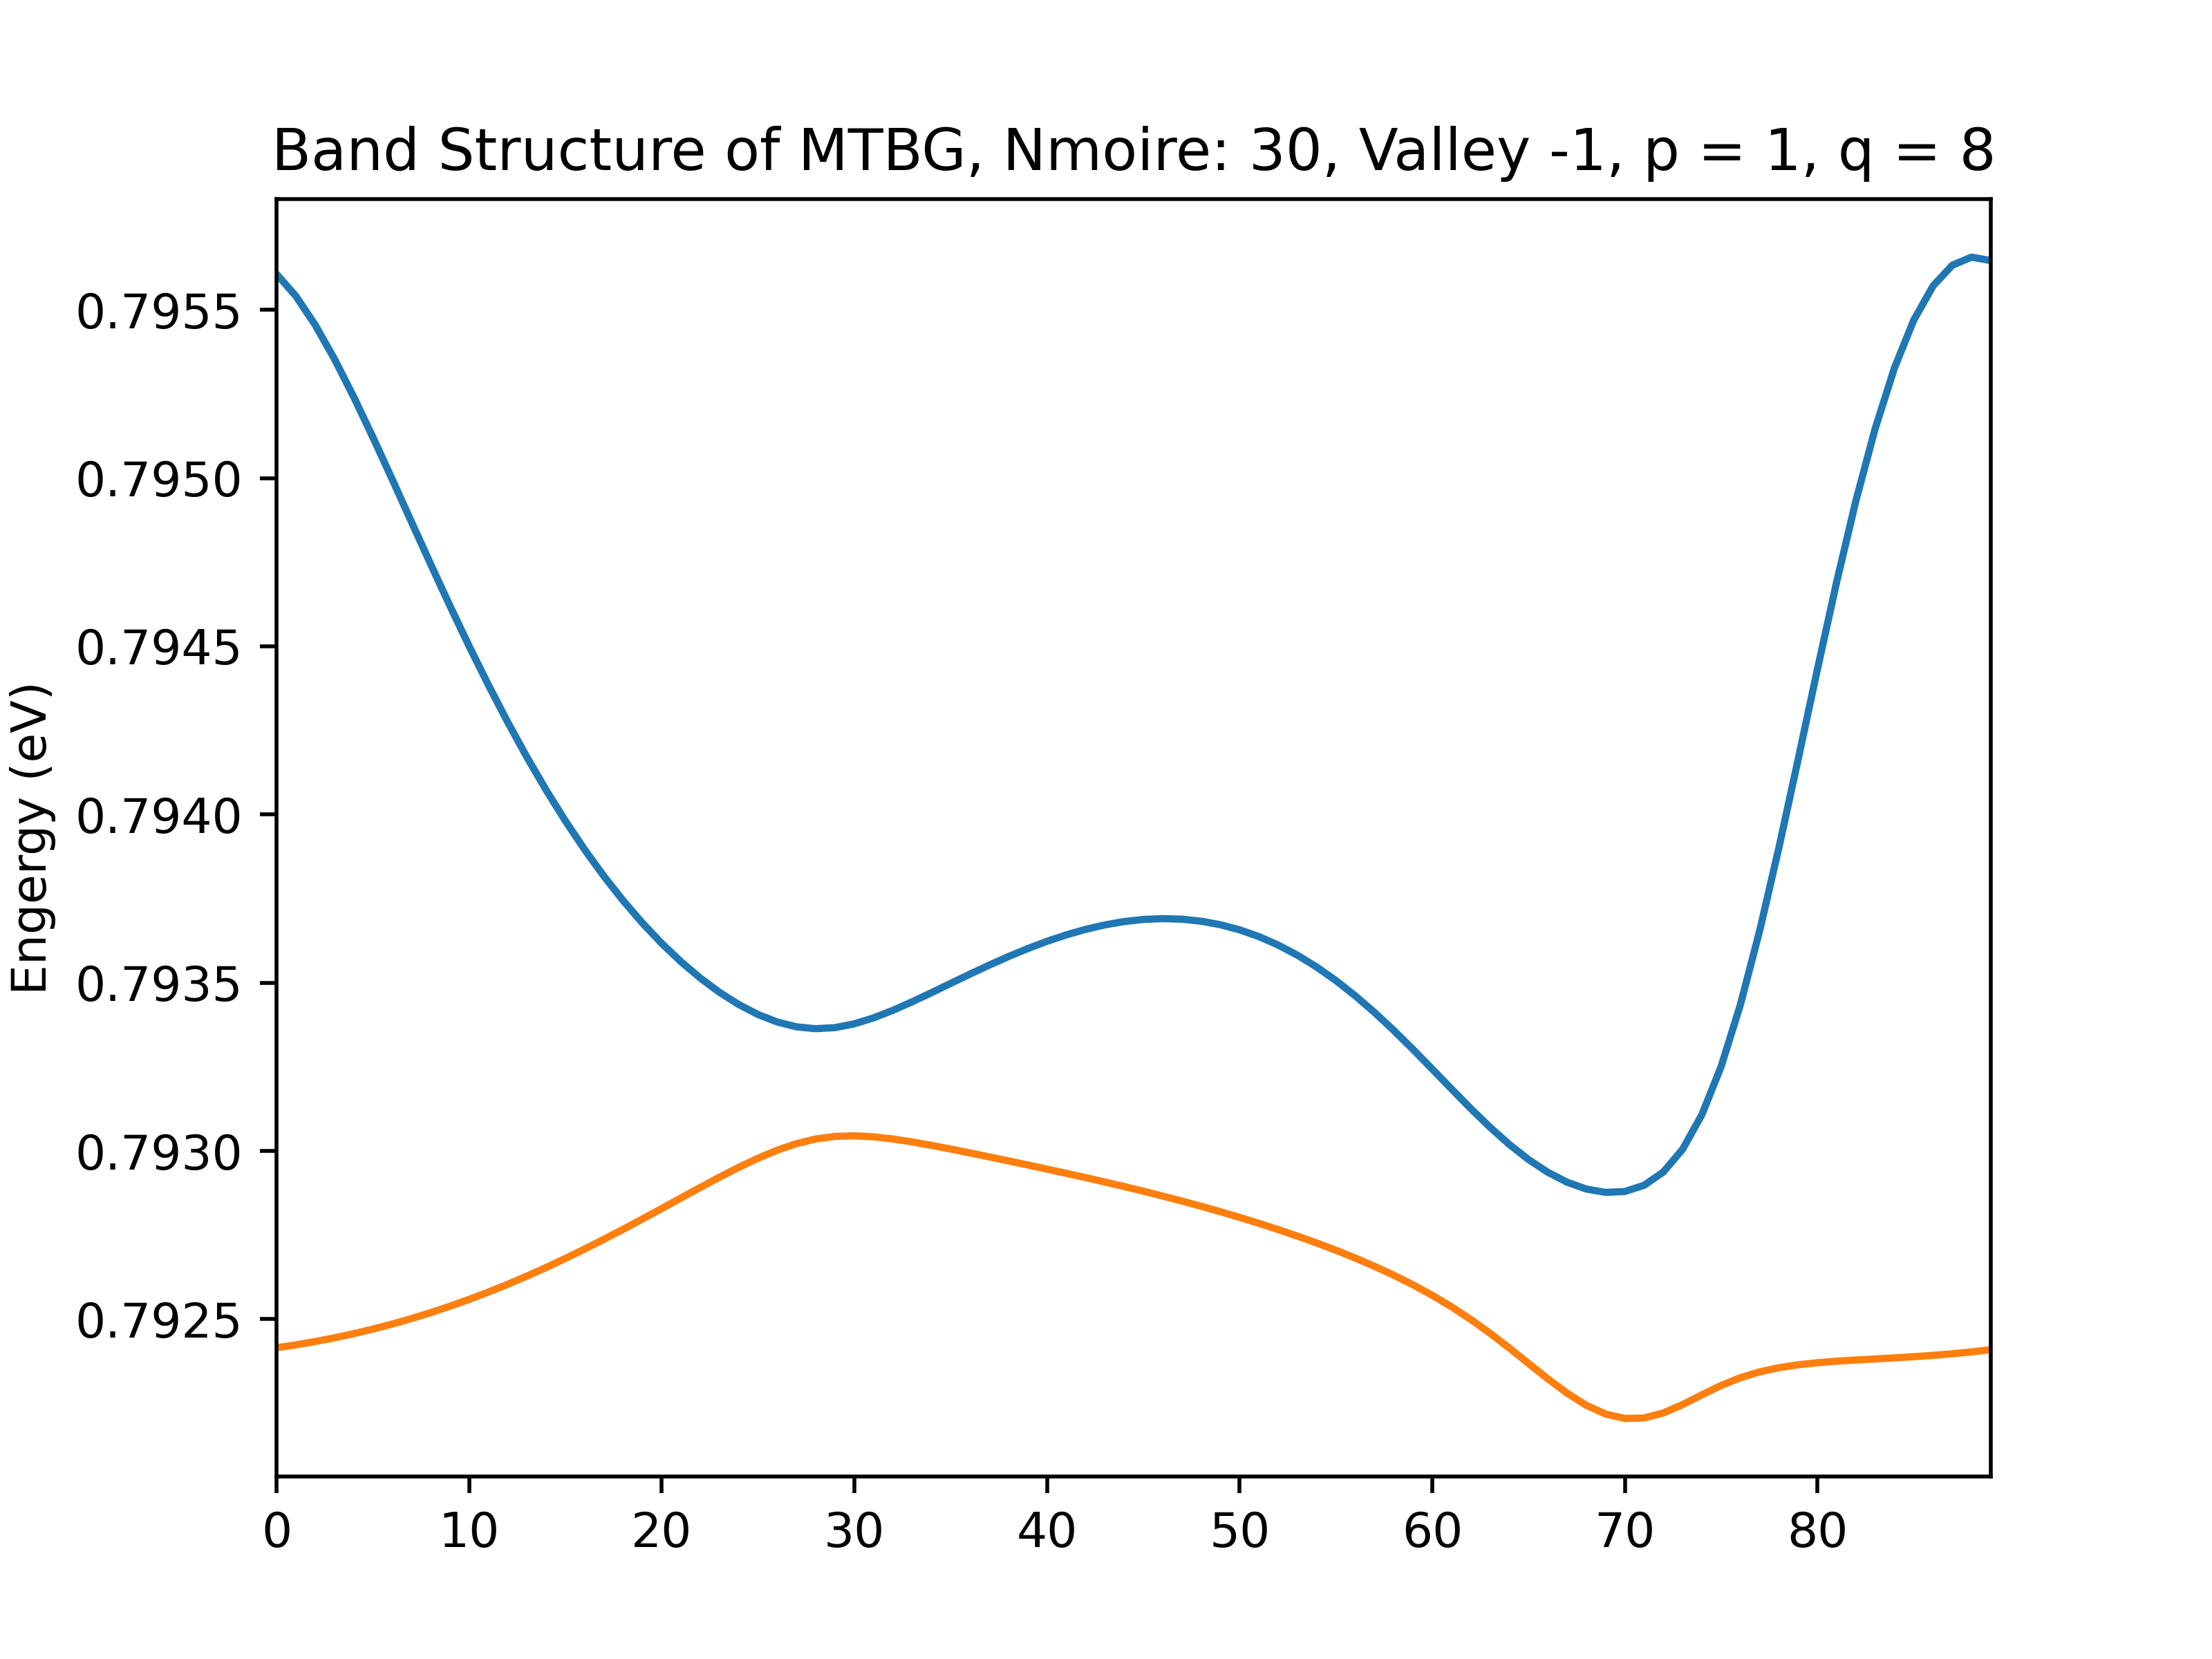 Band Structure of MTBG, Nmoire: 30, Valley -1, p = 1, q = 8
Engergy (eV)
0.7955
0.7950
0.7945
0.7940
0.7935
0.7930
0.7925
0 10 20 30 40 50 60 70 80